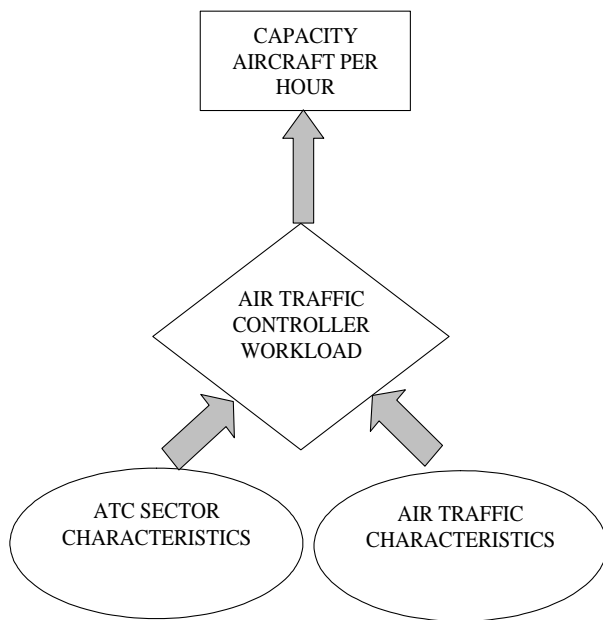 CAPACITY
AIRCRAFT PER
HOUR
AIR TRAFFIC
CONTROLLER
WORKLOAD
ATC SECTOR
CHARACTERISTICS
AIR TRAFFIC
CHARACTERISTICS